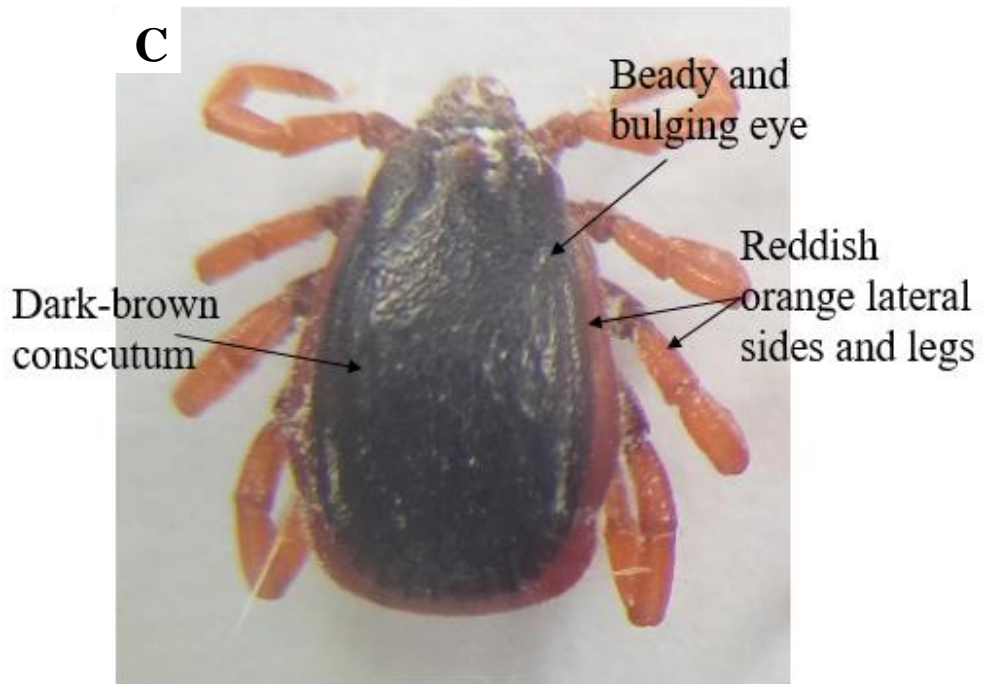 C
Beady and
bulging eye
Reddish
orange lateral
sides and legs
Dark-brown
conscutum